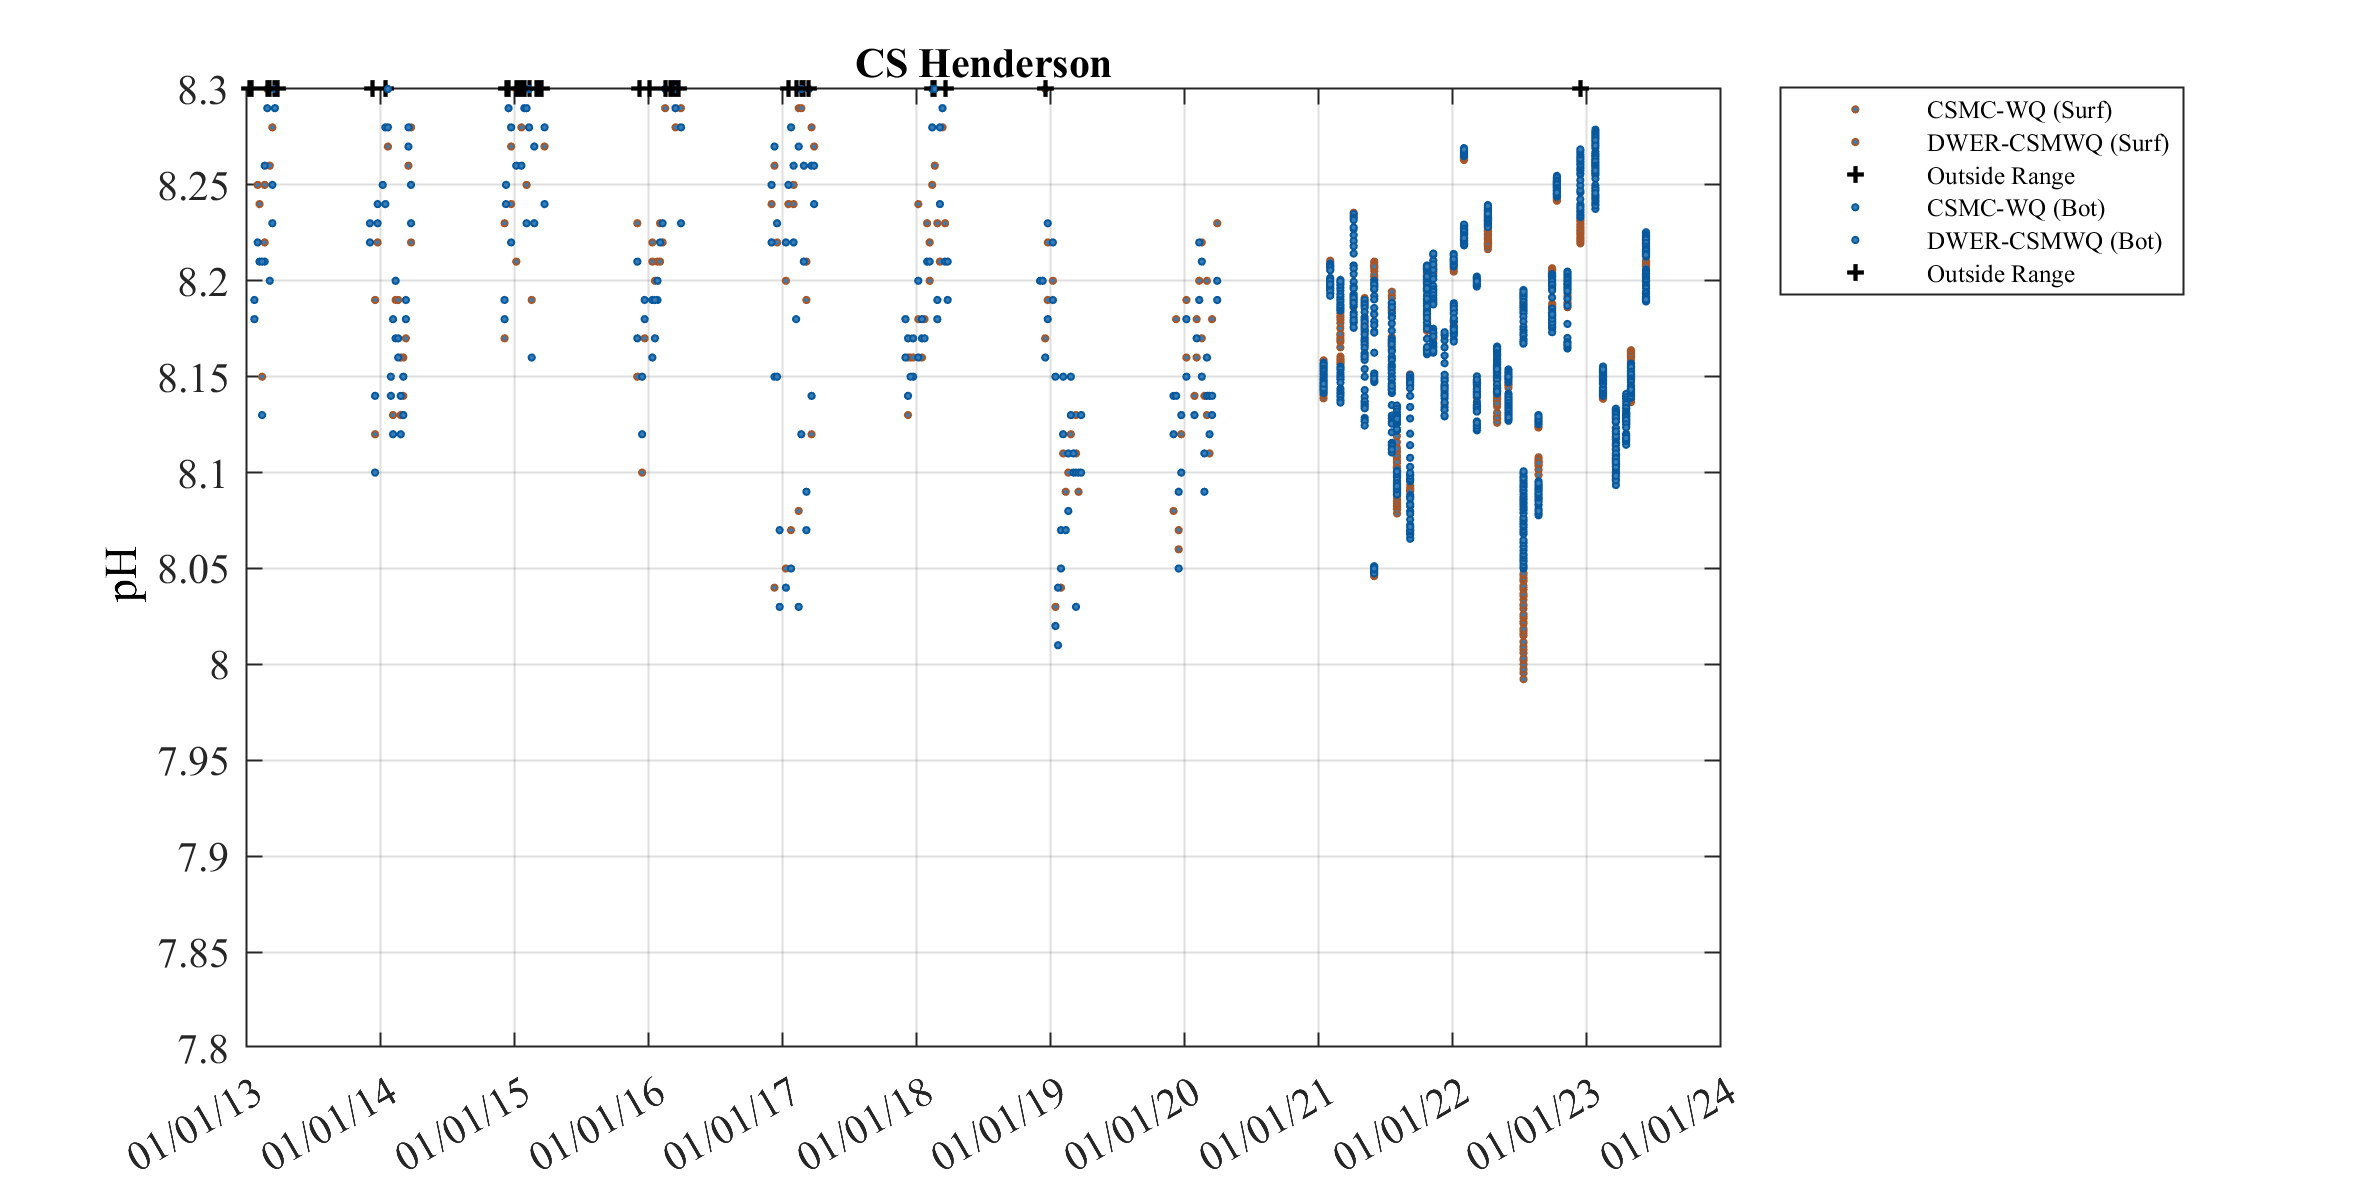 CS Henderson
pH
8.3
8.25
8.2
8.15
8.1
8.05
8
7.95
7.9
7.85
7.8
01/01/13
01/01/14
01/01/15
01/01/16
01/01/17
01/01/18
01/01/19
01/01/20
01/01/21
01/01/22
01/01/23
01/01/24
CSMC-WQ (Surf)
DWER-CSMWQ (Surf)
Outside Range
CSMC-WQ (Bot)
DWER-CSMWQ (Bot)
Outside Range